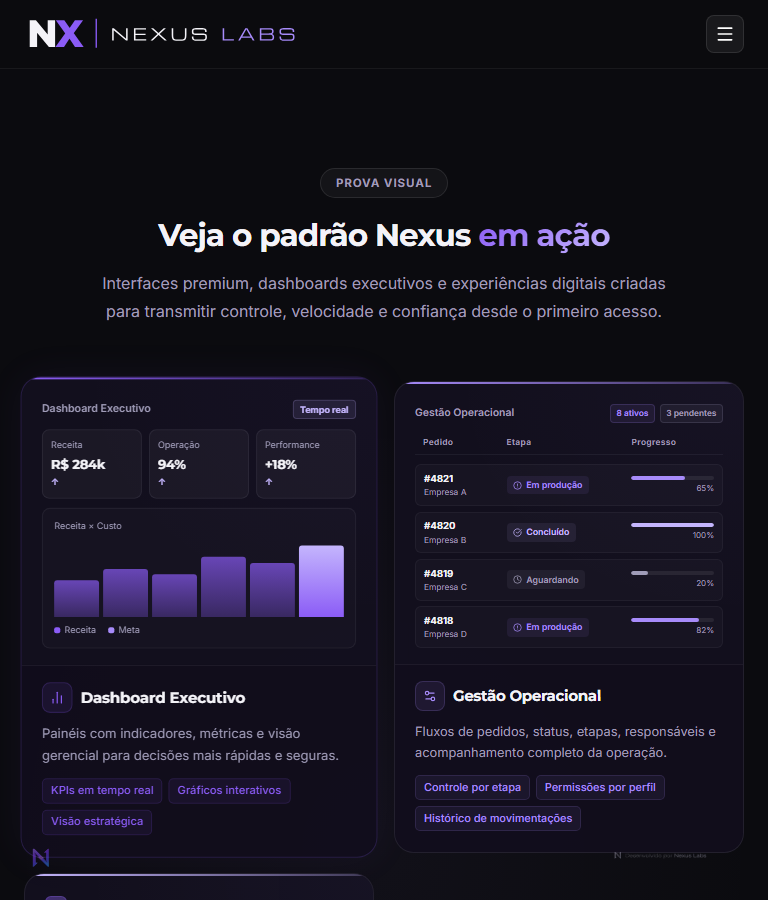 NX | NEXUS LABS
PROVA VISUAL
Veja o padrão Nexus em ação
Interfaces premium, dashboards executivos e experiências digitais criadas
para transmitir controle, velocidade e confiança desde o primeiro acesso.
Dashboard Executivo
Tempo real
Receita
R$ 284k
↑
Operação
94%
↑
Performance
+18%
↑
Receita × Custo
Receita
Meta
Dashboard Executivo
Painéis com indicadores, métricas e visão
gerencial para decisões mais rápidas e seguras.
KPIs em tempo real
Gráficos interativos
Visão estratégica
Gestão Operacional
8 ativos
3 pendentes
Pedido Etapa Progresso
#4821
Empresa A
Em produção
65%
#4820
Empresa B
Concluído
100%
#4819
Empresa C
Aguardando
20%
#4818
Empresa D
Em produção
82%
Gestão Operacional
Fluxos de pedidos, status, etapas, responsáveis e
acompanhamento completo da operação.
Controle por etapa
Permissões por perfil
Histórico de movimentações
N
N Desenvolvido por Nexus Labs